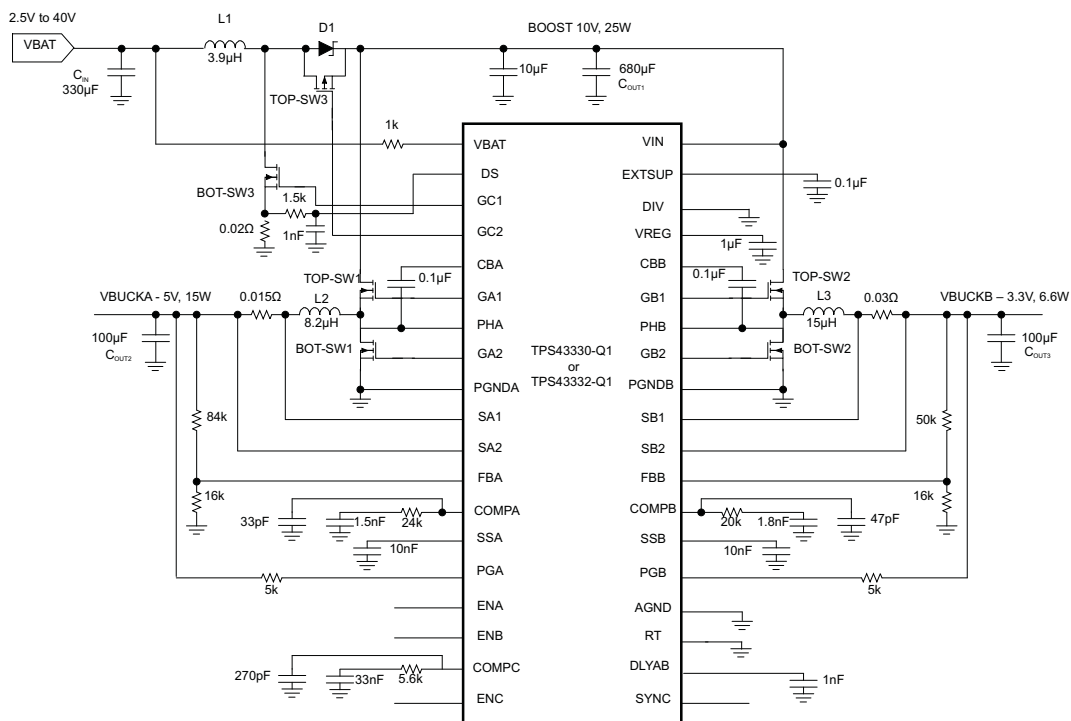 2.5V to 40V
VBAT
L1
3.9µH
D1
BOOST 10V, 25W
CIN
330µF
10µF
680µF
COUT1
TOP-SW3
1k
VBAT
VIN
DS
EXTSUP
0.1µF
BOT-SW3
1.5k
GC1
DIV
0.02Ω
1nF
GC2
VREG
1µF
CBA
CBB
TOP-SW1
0.1µF
0.1µF
TOP-SW2
VBUCKA - 5V, 15W
0.015Ω
L2
8.2µH
GA1
GB1
L3
15µH
0.03Ω
VBUCKB – 3.3V, 6.6W
100µF
COUT2
PHA
PHB
100µF
COUT3
BOT-SW1
GA2
TPS43330-Q1
or
TPS43332-Q1
GB2
BOT-SW2
PGNDA
PGNDB
84k
SA1
SB1
50k
SA2
SB2
FBA
FBB
16k
16k
33pF
1.5nF
24k
COMPA
COMPB
20k
1.8nF
47pF
10nF
SSA
SSB
10nF
5k
PGA
PGB
5k
ENA
AGND
ENB
RT
270pF
33nF
5.6k
COMPC
DLYAB
1nF
ENC
SYNC